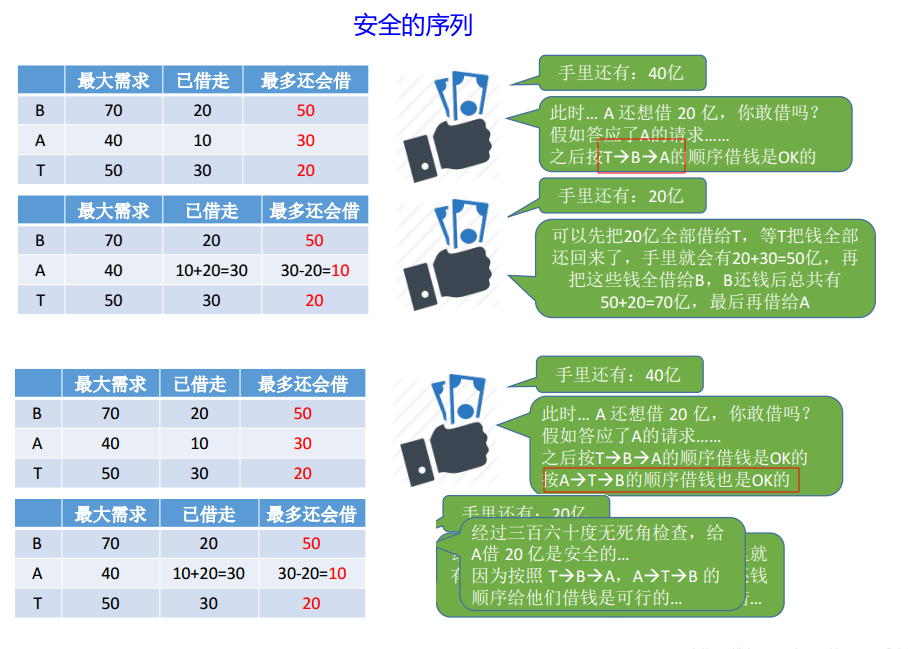 安全的序列
最大需求 已借走 最多还会借
B 70 20 50
A 40 10 30
T 50 30 20
手里还有：40亿
此时... A 还想借 20 亿，你敢借吗？
假如答应了A的请求......
之后按T→B→A的顺序借钱是OK的
最大需求 已借走 最多还会借
B 70 20 50
A 40 10+20=30 30-20=10
T 50 30 20
手里还有：20亿
可以先把20亿全部借给T，等T把钱全部
还回来了，手里就会有20+30=50亿，再
把这些钱全借给B，B还钱后总共有
50+20=70亿，最后再借给A
最大需求 已借走 最多还会借
B 70 20 50
A 40 10 30
T 50 30 20
手里还有：40亿
此时... A 还想借 20 亿，你敢借吗？
假如答应了A的请求......
之后按T→B→A的顺序借钱是OK的
按A→T→B的顺序借钱也是OK的
最大需求 已借走 最多还会借
B 70 20 50
A 40 10+20=30 30-20=10
T 50 30 20
手里还有：20亿
经过三百六十度无死角检查，给
A借 20 亿是安全的...
因为按照 T→B→A，A→T→B 的
顺序给他们借钱是可行的...
就
钱